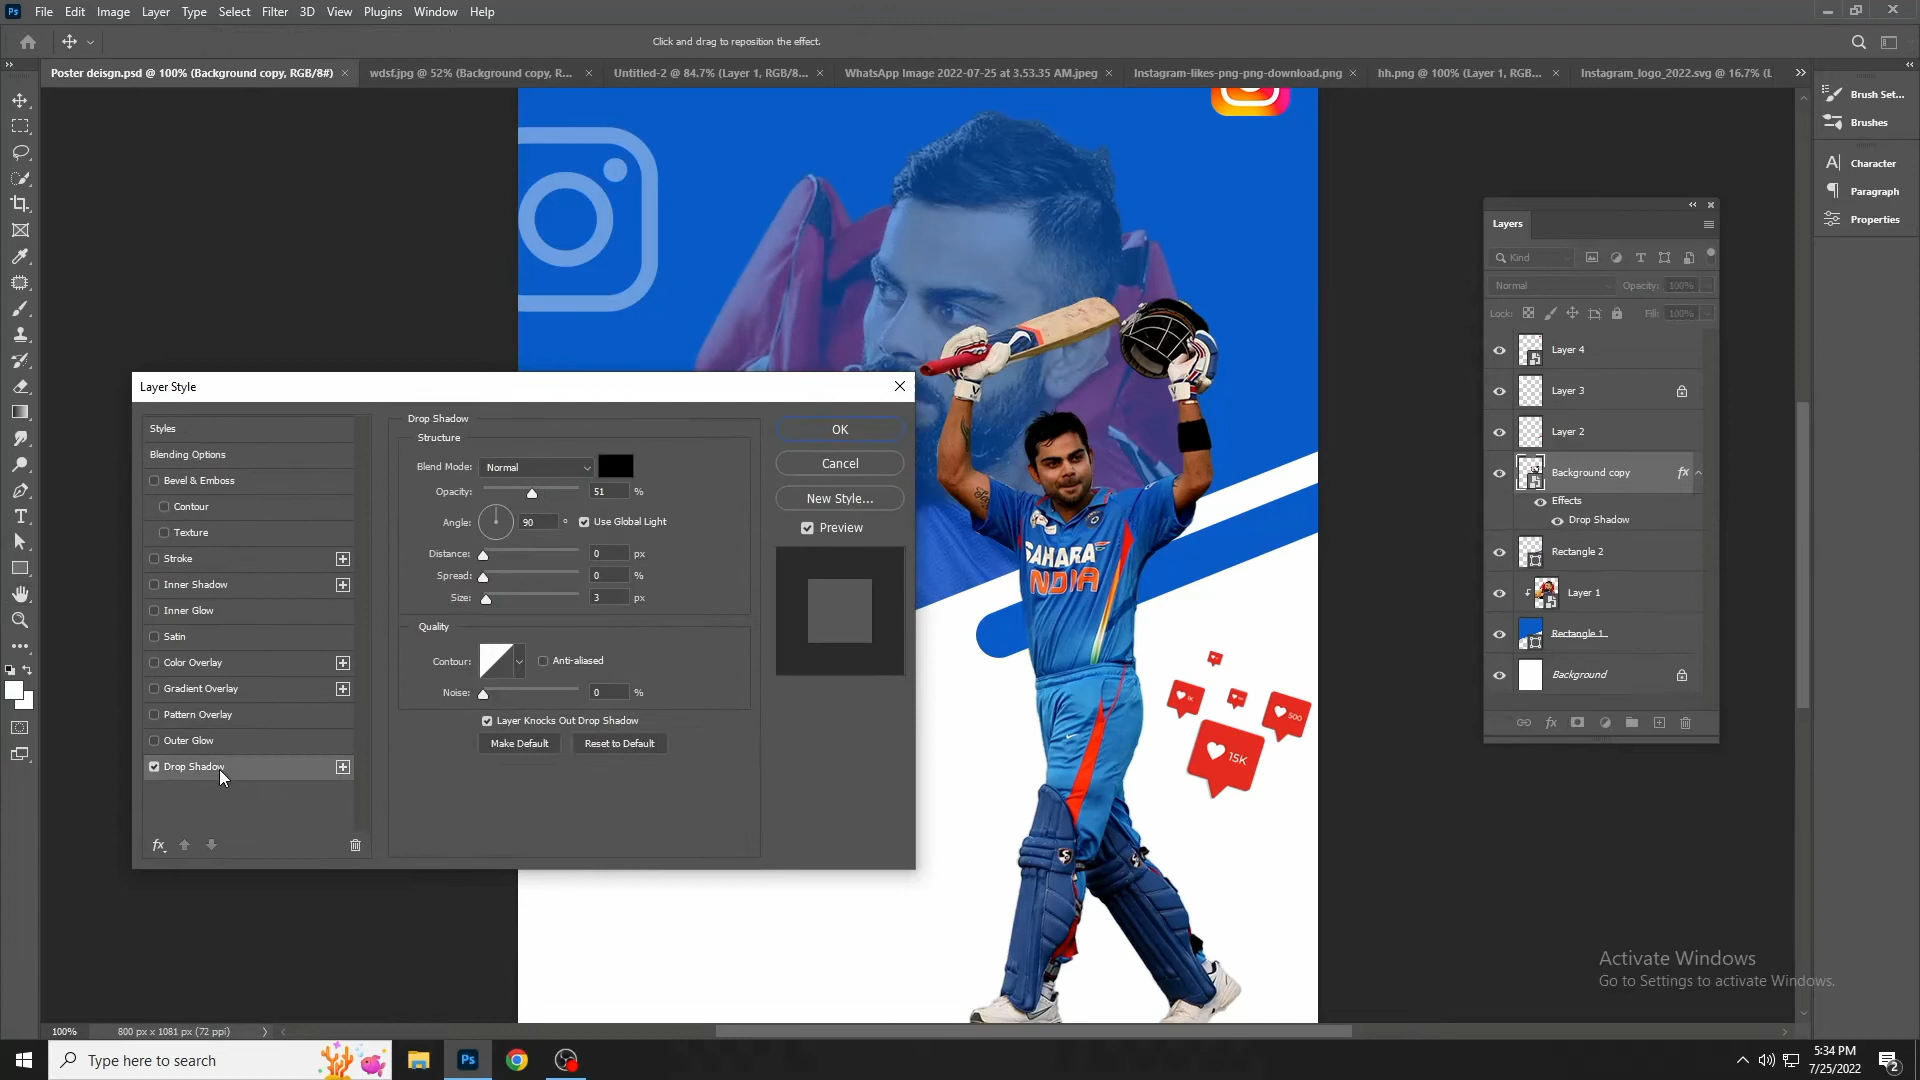 Ps File Edit Image Layer Type Select Filter 3D View Plugins Window Help
Click and drag to reposition the effect.
Poster deisgn.psd @ 100% (Background copy, RGB/8#) × wdsf.jpg @ 52% (Background copy, R... × Untitled-2 @ 84.7% (Layer 1, RGB/8... × WhatsApp Image 2022-07-25 at 3.53.35 AM.jpeg × Instagram-likes-png-png-download.png × hh.png @ 100% (Layer 1, RGB... × Instagram_logo_2022.svg @ 16.7% (L
Brush Set...
Brushes
Character
Paragraph
Properties
Layers
Kind
Normal Opacity: 100%
Lock: Fill: 100%
Layer 4
Layer 3
Layer 2
Background copy fx
Effects
Drop Shadow
Rectangle 2
Layer 1
Rectangle 1
Background
fx
Layer Style
Styles
Blending Options
Bevel & Emboss
Contour
Texture
Stroke
Inner Shadow
Inner Glow
Satin
Color Overlay
Gradient Overlay
Pattern Overlay
Outer Glow
Drop Shadow
fx
Drop Shadow
Structure
Blend Mode: Normal
Opacity: 51 %
Angle: 90 ° Use Global Light
Distance: 0 px
Spread: 0 %
Size: 3 px
Quality
Contour: Anti-aliased
Noise: 0 %
Layer Knocks Out Drop Shadow
Make Default Reset to Default
OK
Cancel
New Style...
Preview
SAHARA
INDIA
500
15K
Activate Windows
Go to Settings to activate Windows.
100% 800 px x 1081 px (72 ppi)
Type here to search
Ps
5:34 PM
7/25/2022
2